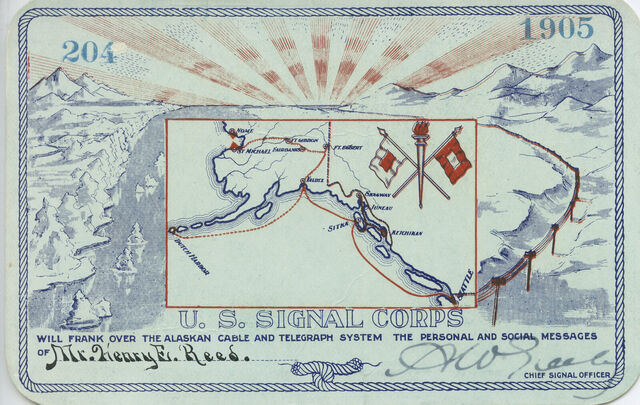 204
1905
NOME
ST MICHAEL
FT. GIBBON
FAIRBANKS
FT. EGBERT
VALDEZ
SKAGWAY
JUNEAU
SITKA
KETCHIKAN
DUTCH HARBOR
SEATTLE
U. S. SIGNAL CORPS
WILL FRANK OVER THE ALASKAN CABLE AND TELEGRAPH SYSTEM THE PERSONAL AND SOCIAL MESSAGES
OF Mr. Henry E. Rees.
CHIEF SIGNAL OFFICER